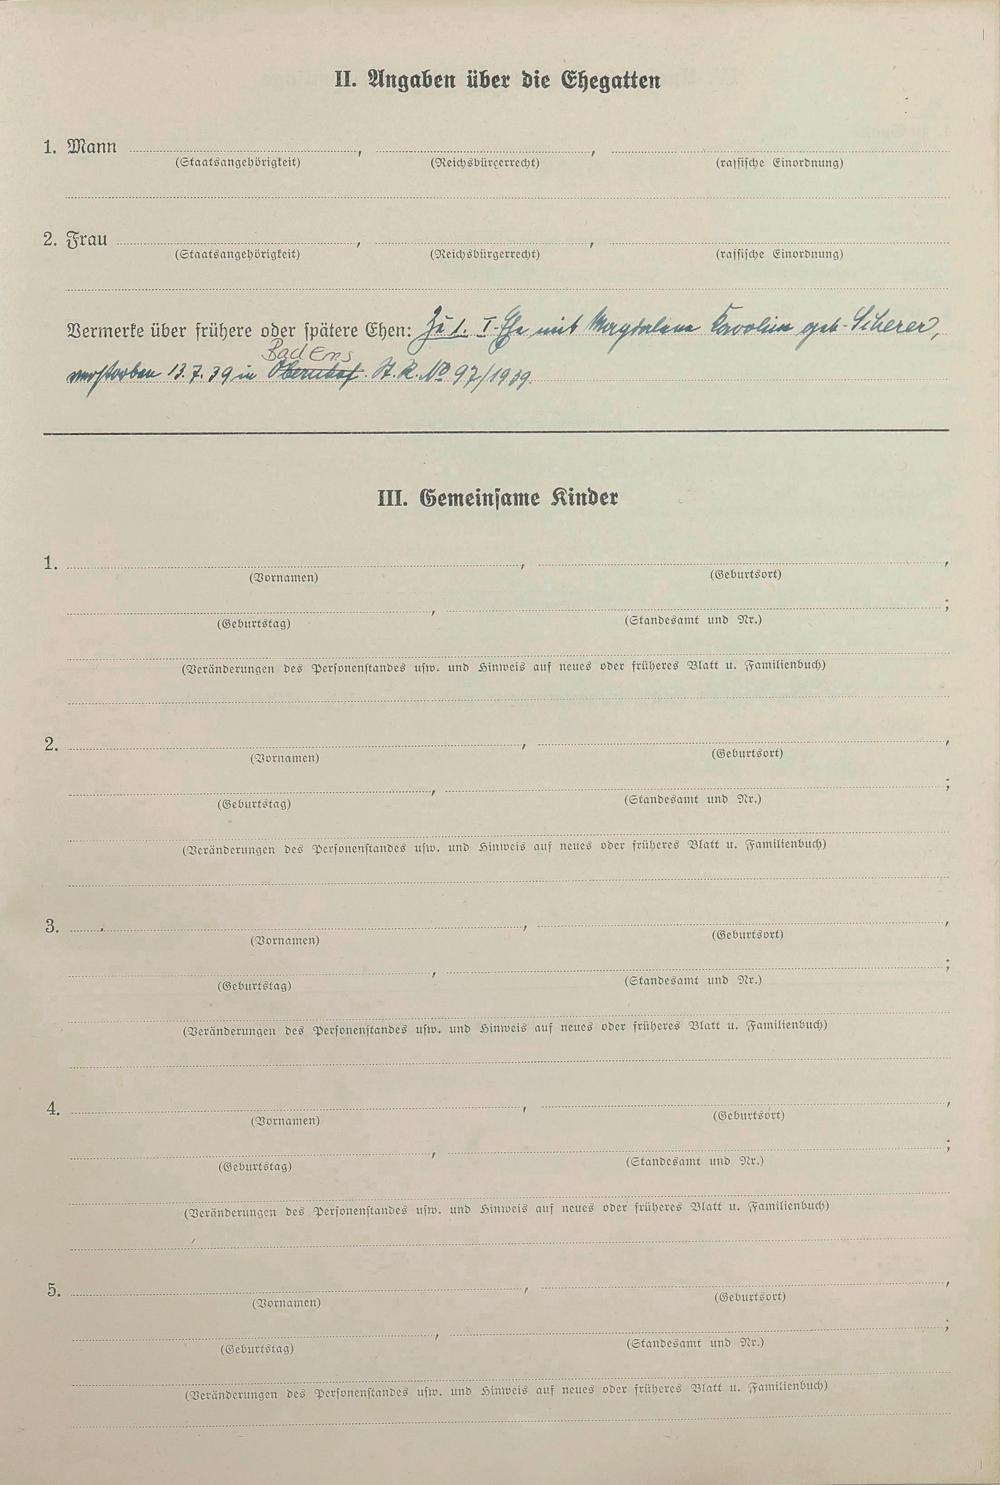 II. Angaben über die Ehegatten
1. Mann , ,
(Staatsangehörigkeit) (Reichsbürgerrecht) (rassische Einordnung)
2. Frau , ,
(Staatsangehörigkeit) (Reichsbürgerrecht) (rassische Einordnung)
Vermerke über frühere oder spätere Ehen: Zu 1. I. Ehe mit Magdalena Karolina geb. Scherer,
Bad Ems
verstorben 13.7.39 in Obernhof. St. R. No 97/1939.
III. Gemeinsame Kinder
1. , ,
(Vornamen) (Geburtsort)
, ;
(Geburtstag) (Standesamt und Nr.)
(Veränderungen des Personenstandes usw. und Hinweis auf neues oder früheres Blatt u. Familienbuch)
2. , ,
(Vornamen) (Geburtsort)
, ;
(Geburtstag) (Standesamt und Nr.)
(Veränderungen des Personenstandes usw. und Hinweis auf neues oder früheres Blatt u. Familienbuch)
3. , ,
(Vornamen) (Geburtsort)
, ;
(Geburtstag) (Standesamt und Nr.)
(Veränderungen des Personenstandes usw. und Hinweis auf neues oder früheres Blatt u. Familienbuch)
4. , ,
(Vornamen) (Geburtsort)
, ;
(Geburtstag) (Standesamt und Nr.)
(Veränderungen des Personenstandes usw. und Hinweis auf neues oder früheres Blatt u. Familienbuch)
5. , ,
(Vornamen) (Geburtsort)
, ;
(Geburtstag) (Standesamt und Nr.)
(Veränderungen des Personenstandes usw. und Hinweis auf neues oder früheres Blatt u. Familienbuch)